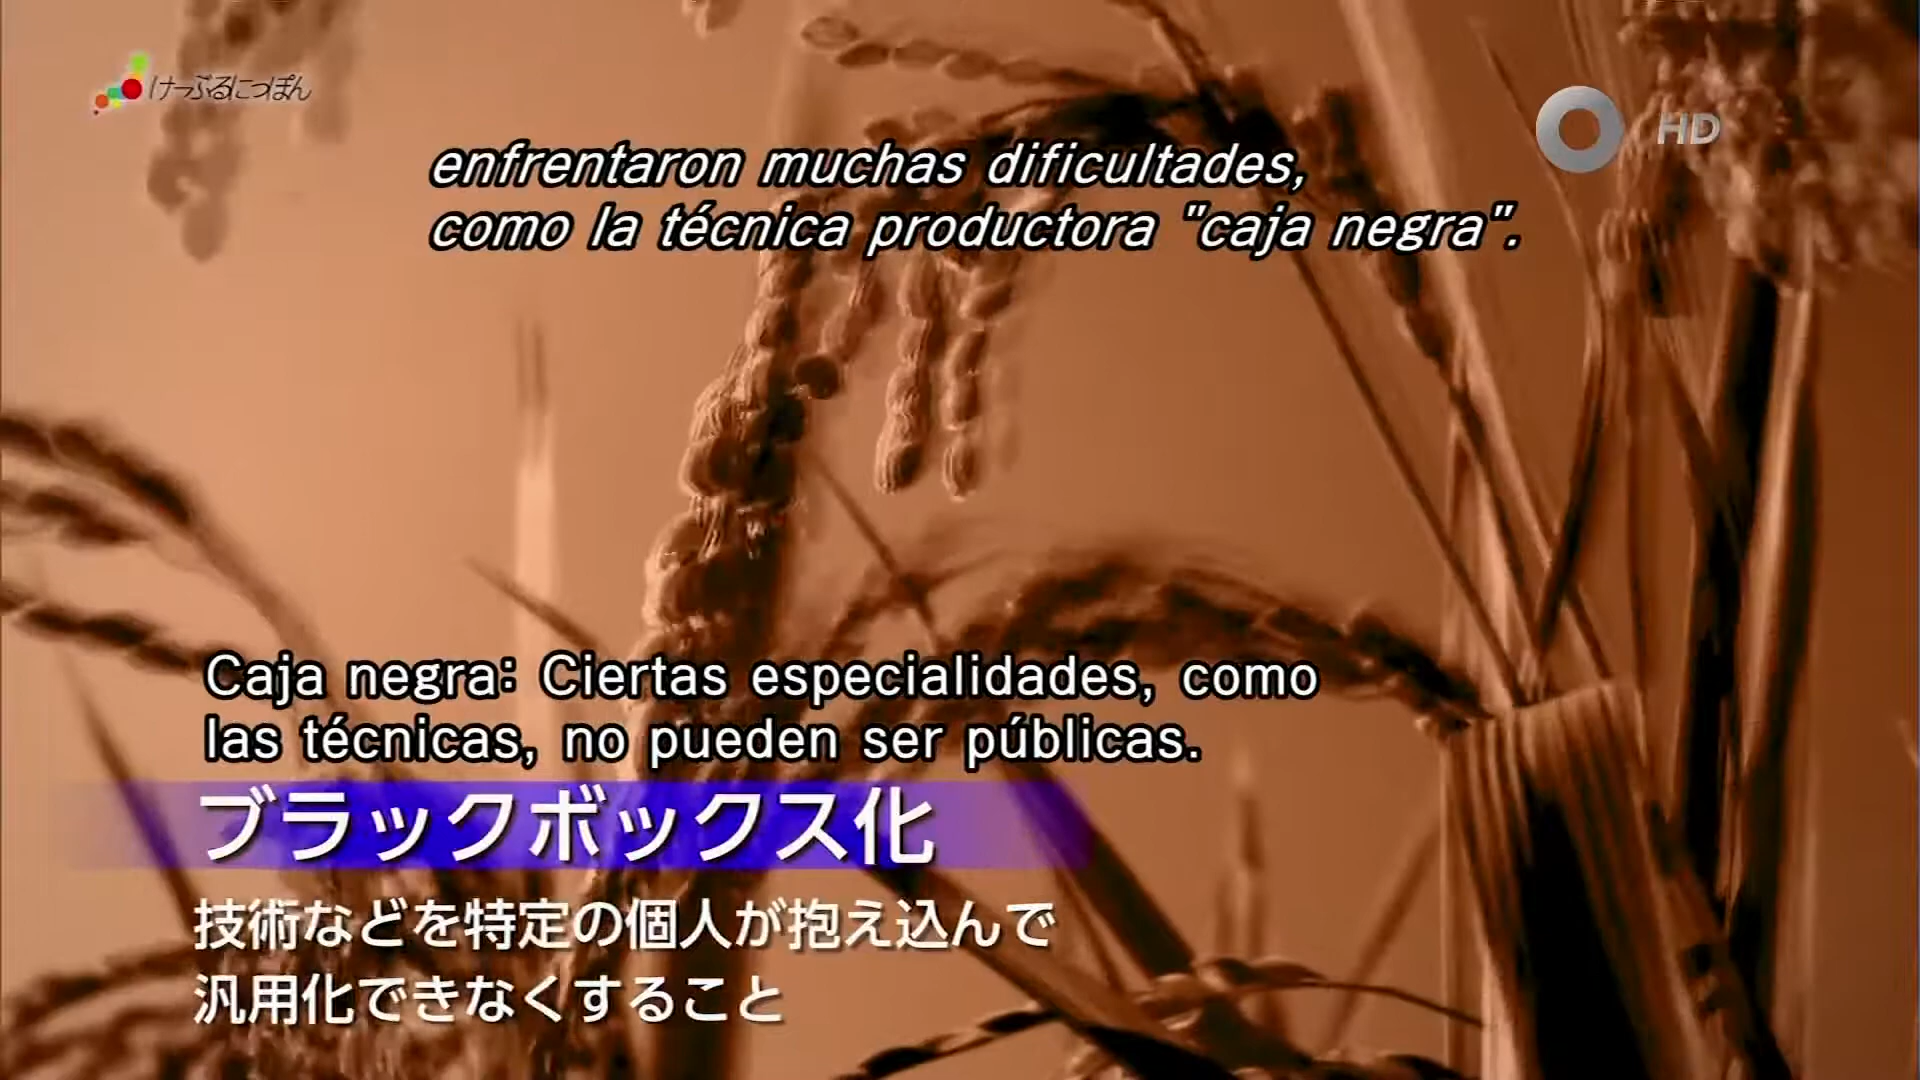 けーぶるにっぽん
HD
enfrentaron muchas dificultades,
como la técnica productora "caja negra".
Caja negra: Ciertas especialidades, como
las técnicas, no pueden ser públicas.
ブラックボックス化
技術などを特定の個人が抱え込んで
汎用化できなくすること